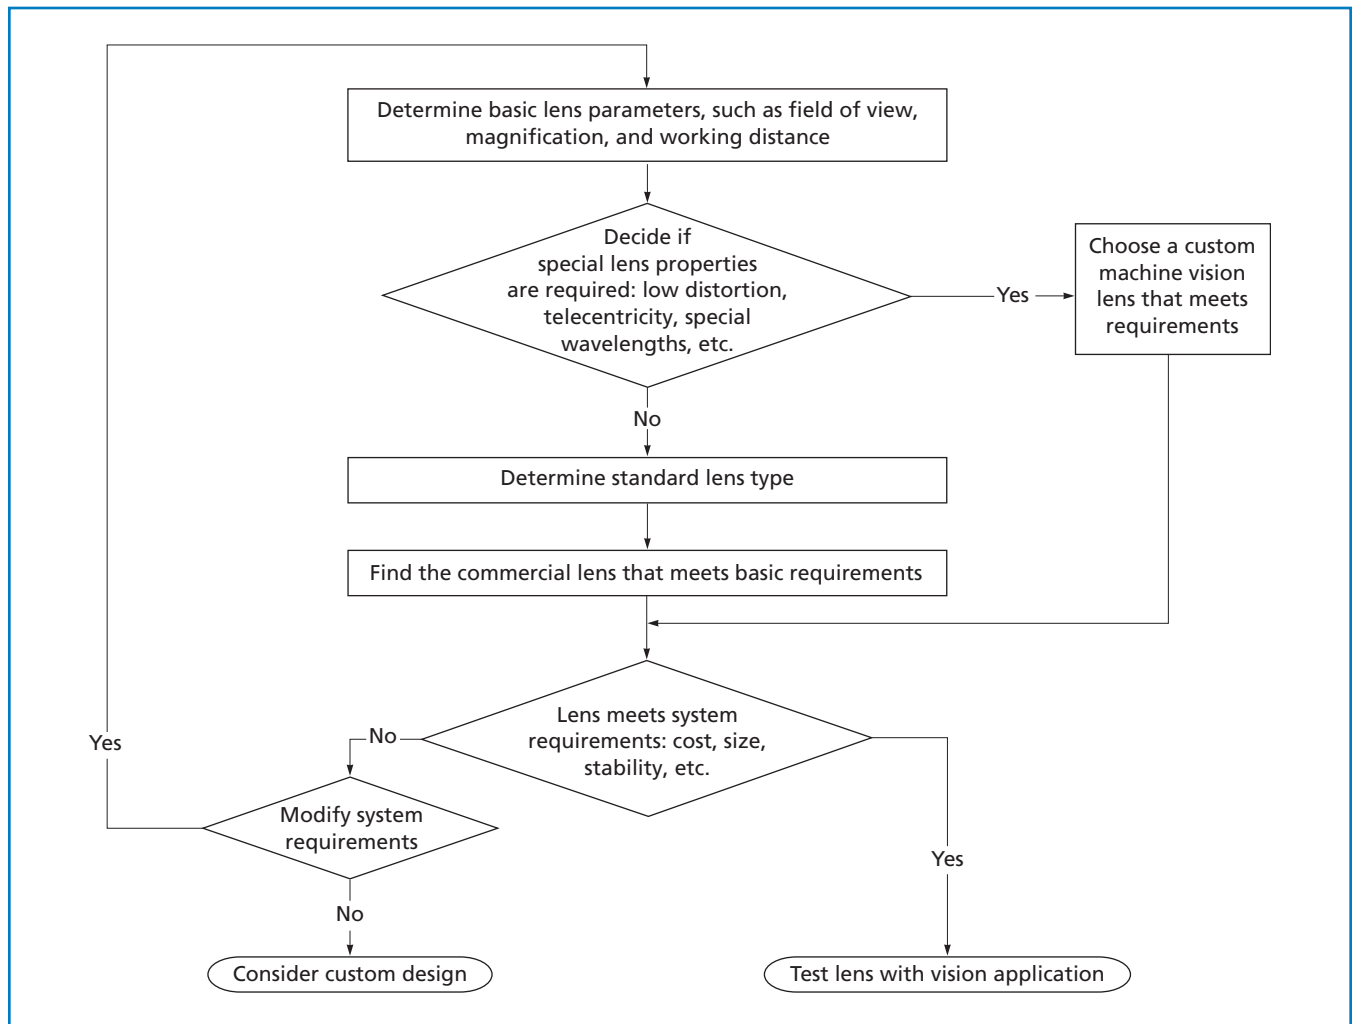 Determine basic lens parameters, such as field of view,
magnification, and working distance
Decide if
special lens properties
are required: low distortion,
telecentricity, special
wavelengths, etc.
Yes
Choose a custom
machine vision
lens that meets
requirements
No
Determine standard lens type
Find the commercial lens that meets basic requirements
Lens meets system
requirements: cost, size,
stability, etc.
No
Yes
Modify system
requirements
Yes
No
Consider custom design
Test lens with vision application